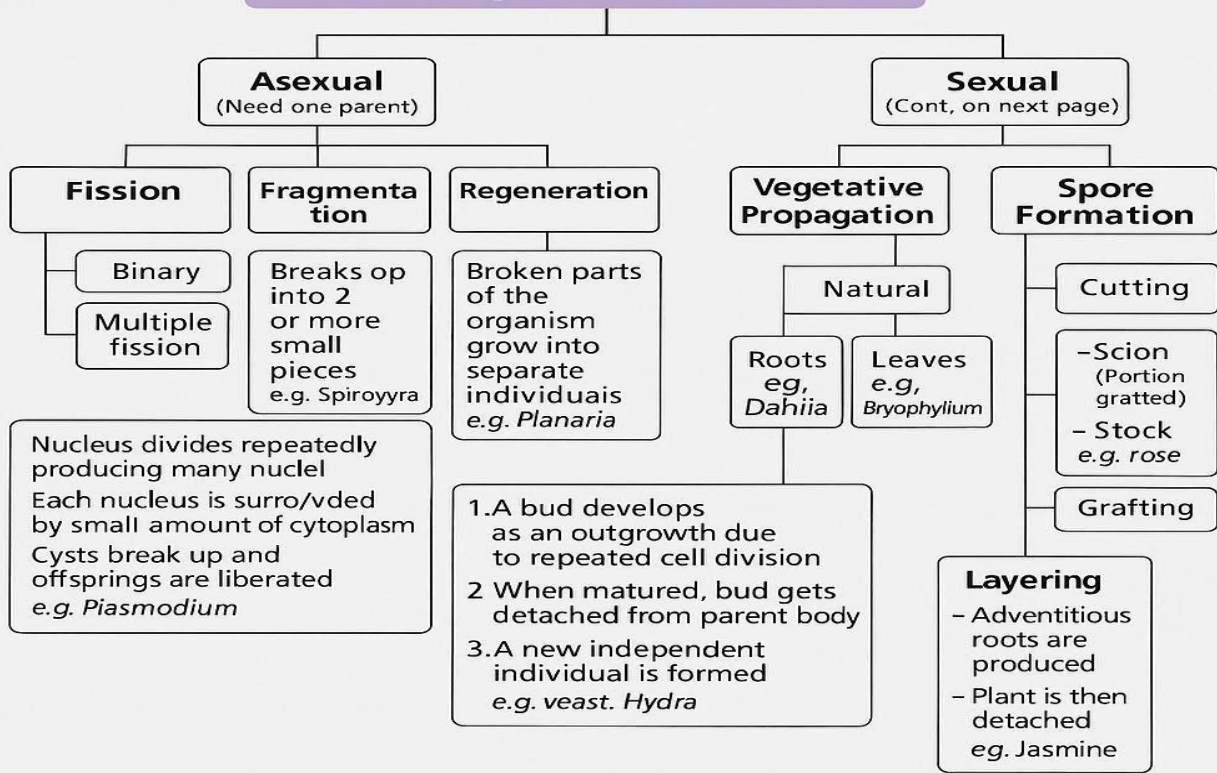 Asexual
(Need one parent)
Sexual
(Cont, on next page)
Fission
Binary
Multiple
fission
Fragmenta
tion
Breaks op
into 2
or more
small
pieces
e.g. Spiroyyra
Regeneration
Broken parts
of the
organism
grow into
separate
individuais
e.g. Planaria
Nucleus divides repeatedly
producing many nuclel
Each nucleus is surro/vded
by small amount of cytoplasm
Cysts break up and
offsprings are liberated
e.g. Piasmodium
Vegetative
Propagation
Natural
Roots
eg,
Dahiia
Leaves
e.g,
Bryophylium
1.A bud develops
as an outgrowth due
to repeated cell division
2 When matured, bud gets
detached from parent body
3.A new independent
individual is formed
e.g. veast. Hydra
Spore
Formation
Cutting
–Scion
(Portion
gratted)
– Stock
e.g. rose
Grafting
Layering
– Adventitious
roots are
produced
– Plant is then
detached
eg. Jasmine